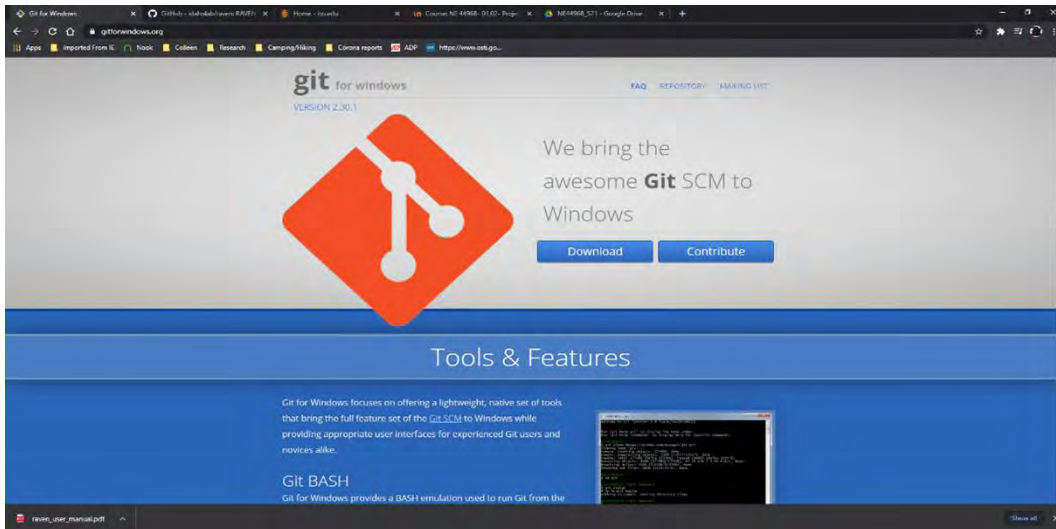 Git for Windows
GitHub - idaholab/raven: RAVEN
Home - isu.edu
Course: NE 44968- 01,02- Proje
NE44968_S21 - Google Drive
gitforwindows.org
Apps
Imported From IE
Nook
Colleen
Research
Camping/Hiking
Corona reports
ADP
https://www.osti.go...
git for windows
FAQ
REPOSITORY
MAILING LIST
VERSION 2.30.1
We bring the
awesome Git SCM to
Windows
Download
Contribute
Tools & Features
Git for Windows focuses on offering a lightweight, native set of tools
that bring the full feature set of the Git SCM to Windows while
providing appropriate user interfaces for experienced Git users and
novices alike.
Git BASH
Git for Windows provides a BASH emulation used to run Git from the
raven_user_manual.pdf
Show all